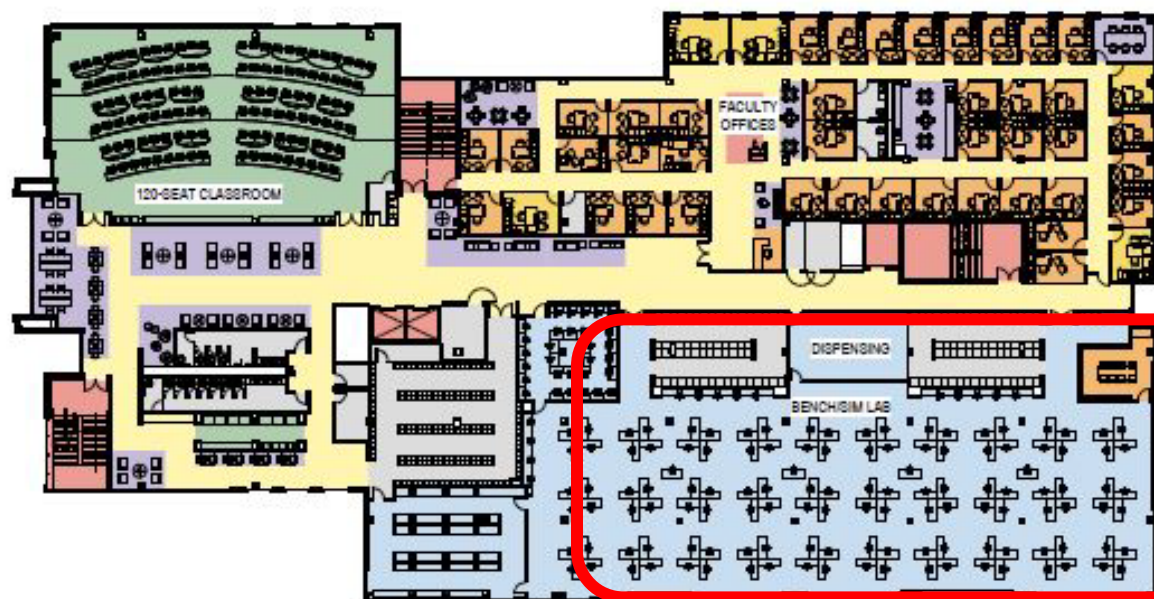 FACULTY
OFFICES
120-SEAT CLASSROOM
DISPENSING
BENCH/SIM LAB